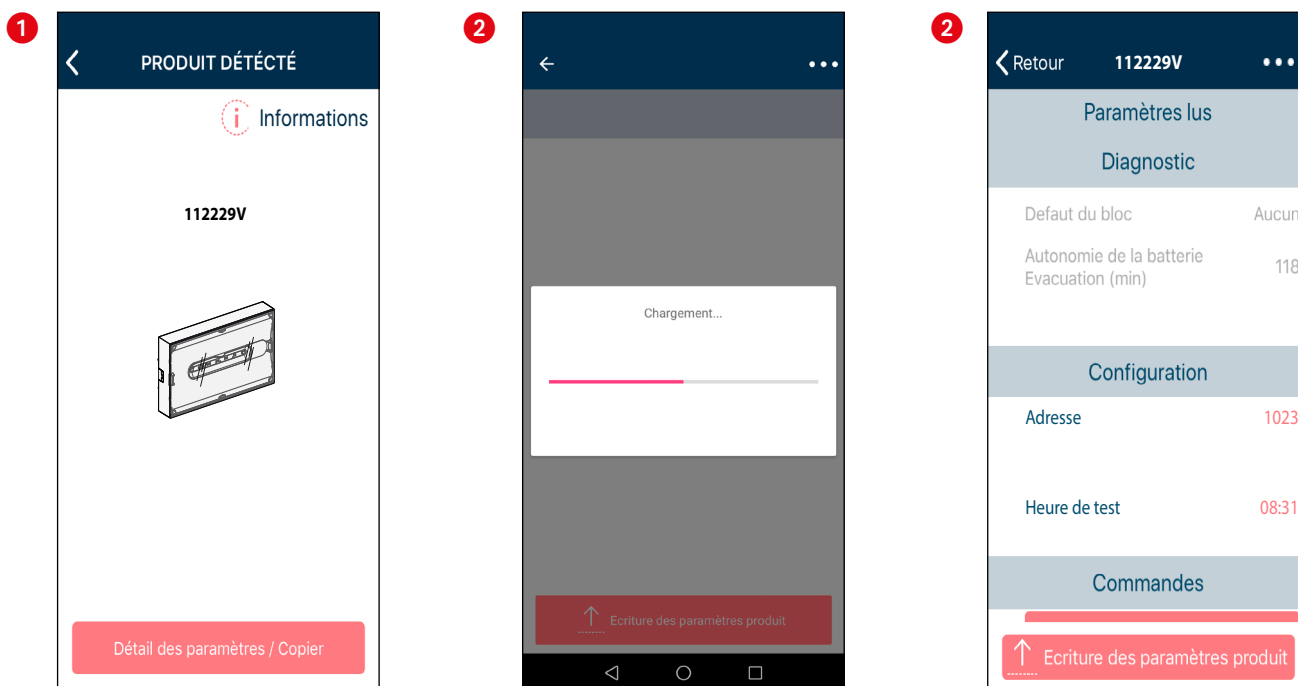 1
PRODUIT DÉTÉCTÉ
Informations
112229V
Détail des paramètres / Copier
2
Chargement...
Ecriture des paramètres produit
2
Retour 112229V
Paramètres lus
Diagnostic
Defaut du bloc Aucun
Autonomie de la batterie
Evacuation (min) 118
Configuration
Adresse 1023
Heure de test 08:31
Commandes
Ecriture des paramètres produit